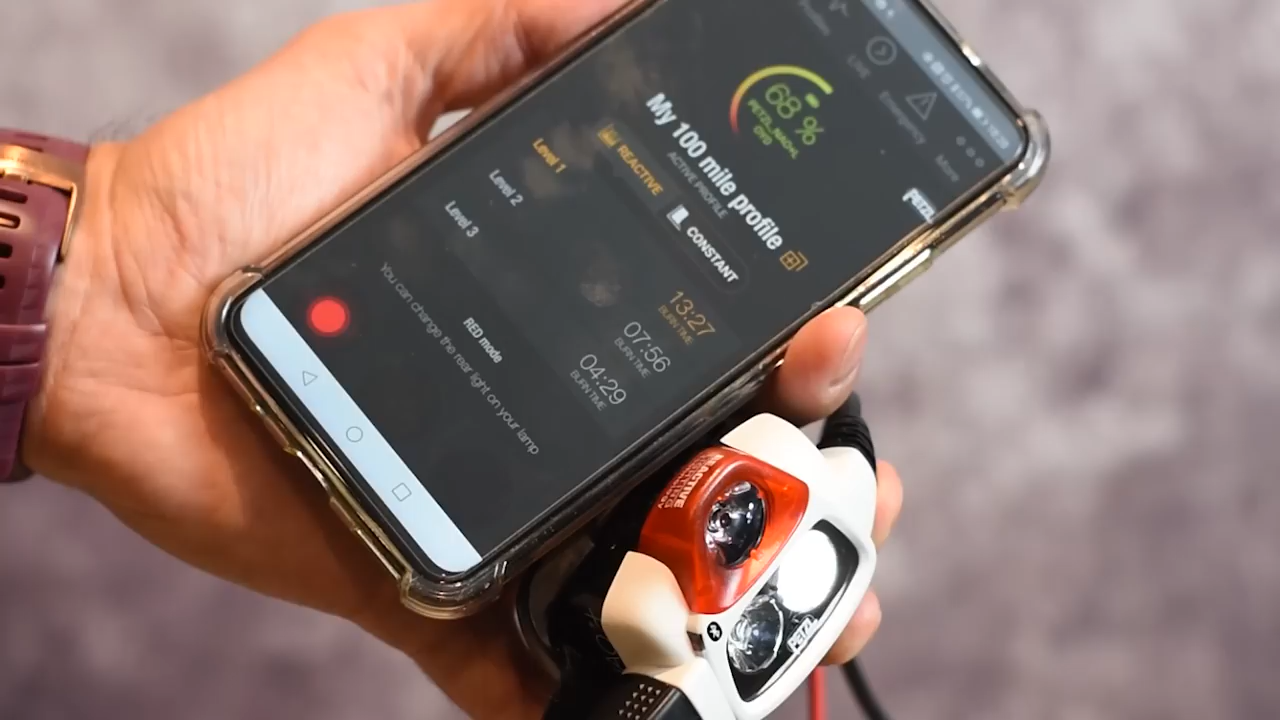 Profiles
LIVE
Emergency
More
PETZL
68 %
PETZL_NAO+L
My 100 mile profile
ACTIVE PROFILE
REACTIVE
CONSTANT
Level 1
13:27
BURN TIME
Level 2
07:56
BURN TIME
Level 3
04:29
BURN TIME
RED mode
You can change the rear light on your lamp
REACTIVE
PETZL